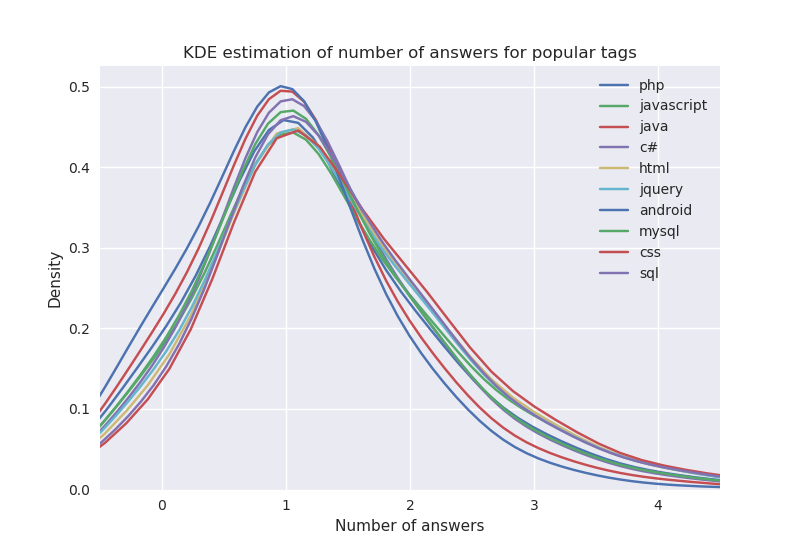 KDE estimation of number of answers for popular tags
Density
0.5
0.4
0.3
0.2
0.1
0.0
php
javascript
java
c#
html
jquery
android
mysql
css
sql
0 1 2 3 4
Number of answers